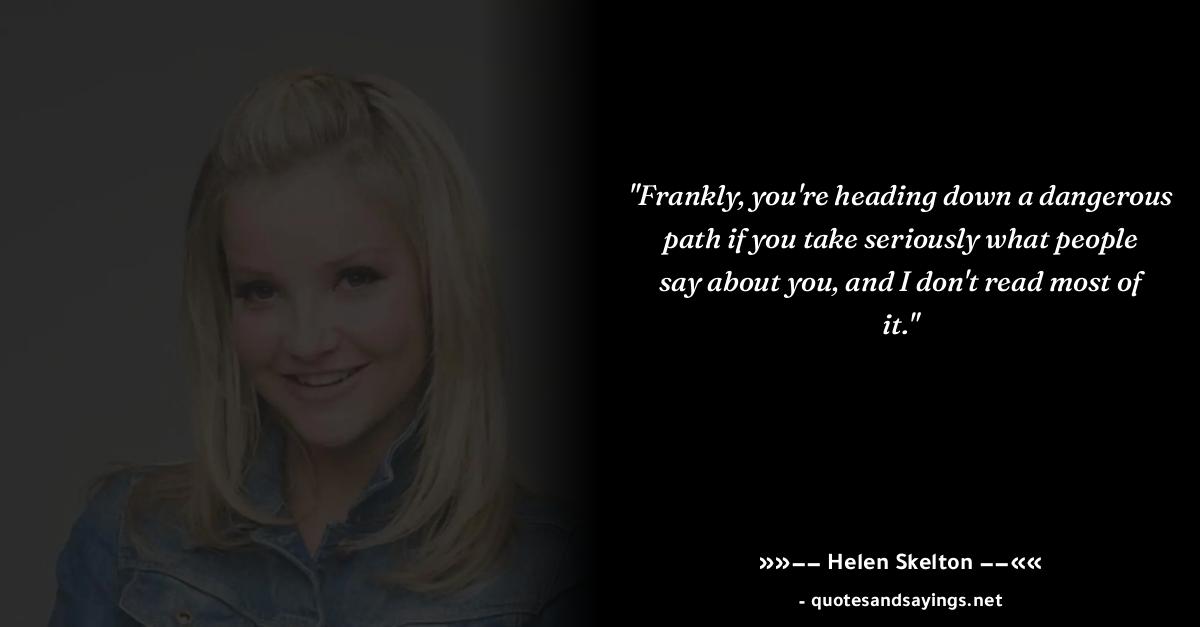 "Frankly, you're heading down a dangerous
path if you take seriously what people
say about you, and I don't read most of
it."
»»−− Helen Skelton −−««
- quotesandsayings.net